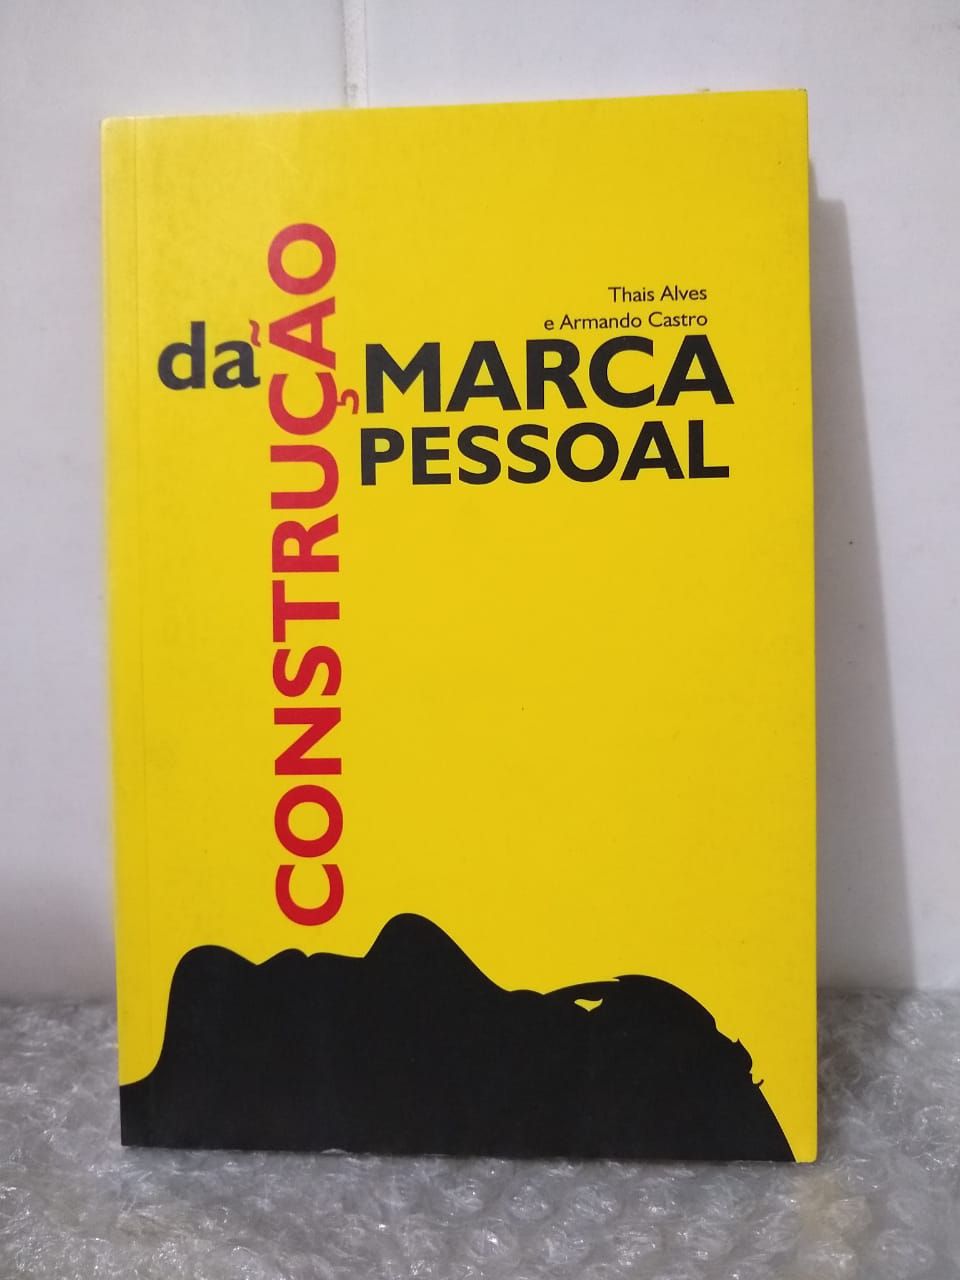 da
CONSTRUÇÃO
Thais Alves
e Armando Castro
MARCA
PESSOAL